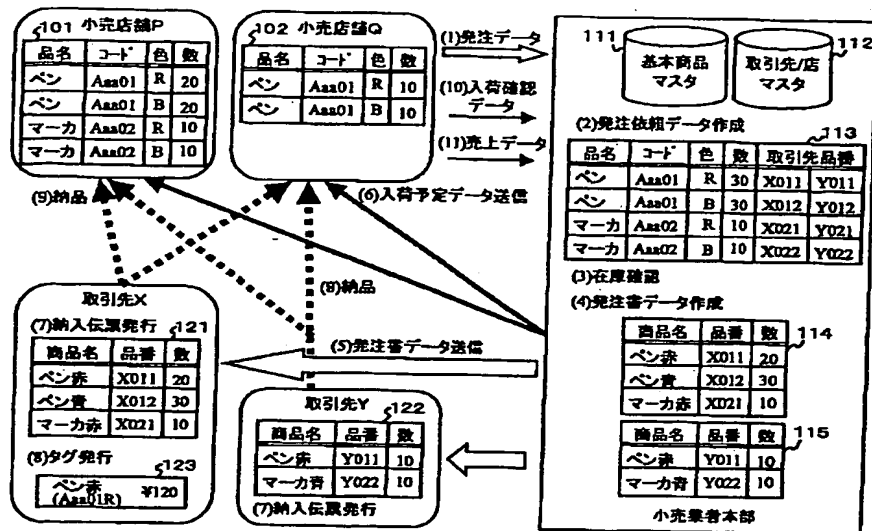 101 小売店舗P
品名 コード 色 数
ペン Aaa01 R 20
ペン Aaa01 B 20
マーカ Aaa02 R 10
マーカ Aaa02 B 10
102 小売店舗Q
品名 コード 色 数
ペン Aaa01 R 10
ペン Aaa01 B 10
(1)発注データ
(10)入荷確認
データ
(11)売上データ
(9)納品
(6)入荷予定データ送信
(8)納品
(5)発注書データ送信
111
基本商品
マスタ
112
取引先/店
マスタ
(2)発注依頼データ作成
113
品名 コード 色 数 取引先品番
ペン Aaa01 R 30 X011 Y011
ペン Aaa01 B 30 X012 Y012
マーカ Aaa02 R 10 X021 Y021
マーカ Aaa02 B 10 X022 Y022
(3)在庫確認
(4)発注書データ作成
114
商品名 品番 数
ペン赤 X011 20
ペン青 X012 30
マーカ赤 X021 10
115
商品名 品番 数
ペン赤 Y011 10
マーカ青 Y022 10
小売業者本部
取引先X
(7)納入伝票発行 121
商品名 品番 数
ペン赤 X011 20
ペン青 X012 30
マーカ赤 X021 10
(8)タグ発行 123
ペン赤 ¥120
(Aaa01R)
取引先Y 122
商品名 品番 数
ペン赤 Y011 10
マーカ青 Y022 10
(7)納入伝票発行